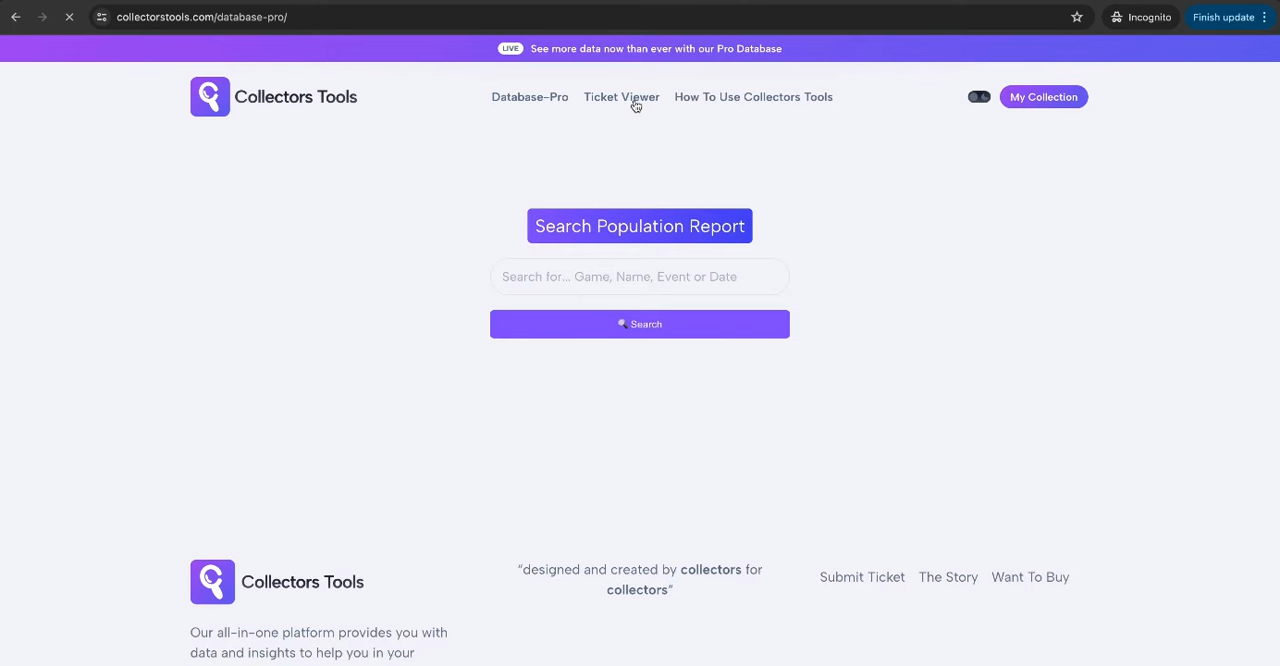 collectorstools.com/database-pro/
Incognito
Finish update
LIVE See more data now than ever with our Pro Database
Collectors Tools
Database-Pro
Ticket Viewer
How To Use Collectors Tools
My Collection
Search Population Report
Search for... Game, Name, Event or Date
Search
Collectors Tools
“designed and created by collectors for
collectors“
Submit Ticket
The Story
Want To Buy
Our all-in-one platform provides you with
data and insights to help you in your